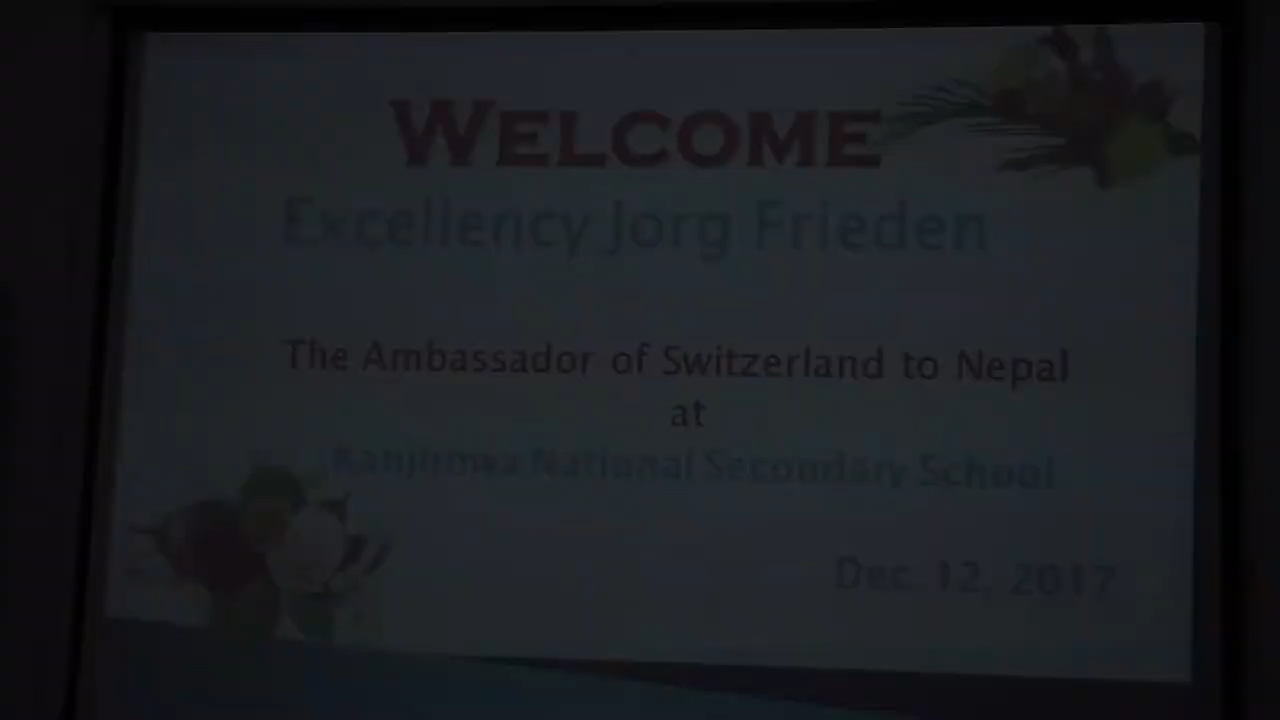 WELCOME
Excellency Jorg Frieden
The Ambassador of Switzerland to Nepal
at
National Secondary School
Dec. 12, 2017